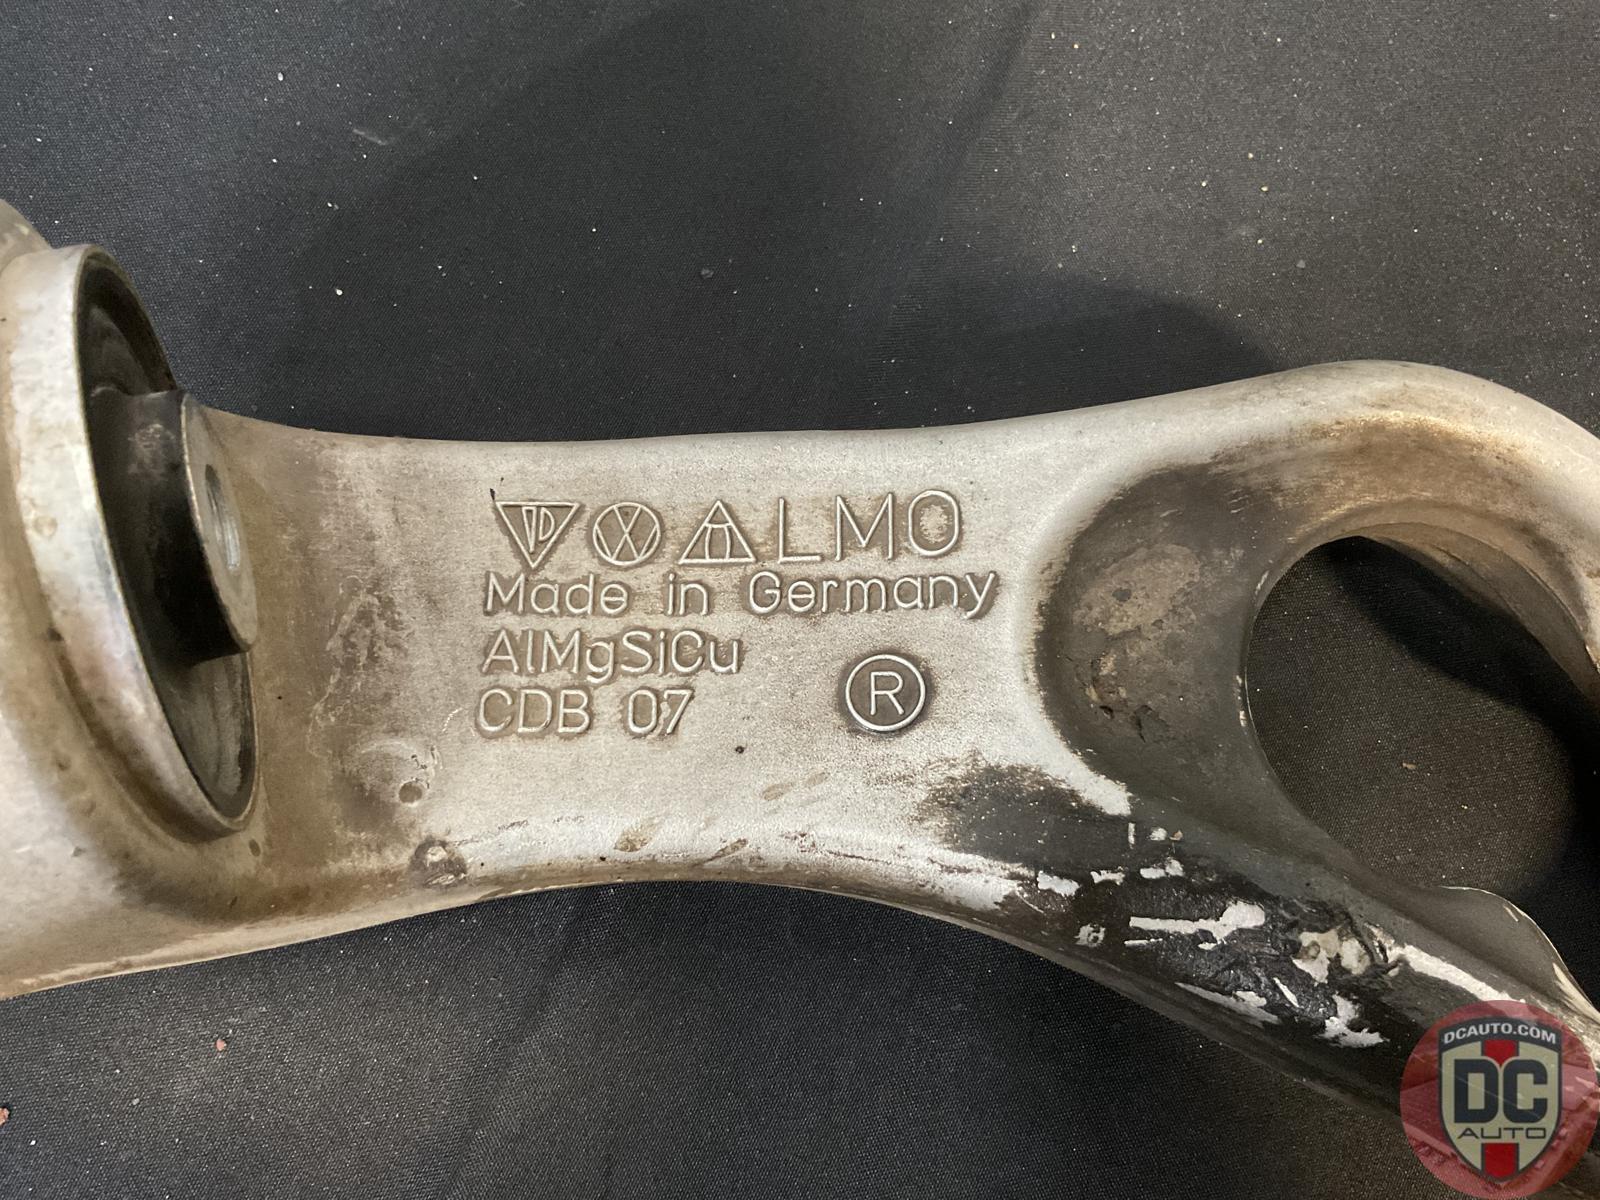 ALMO
Made in Germany
AlMgSiCu
CDB 07 R
DCAUTO.COM
DC
AUTO